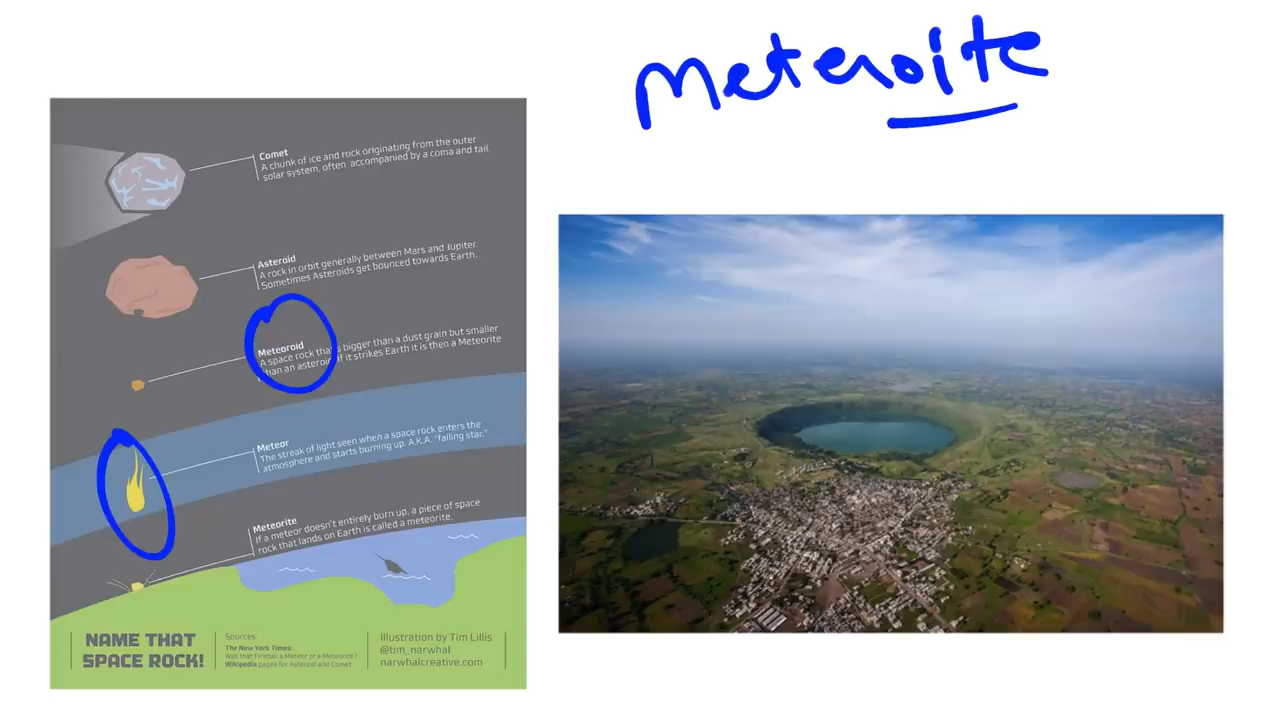 Meteroite
Comet
A chunk of ice and rock originating from the outer
solar system, often accompanied by a coma and tail.
Asteroid
A rock in orbit generally between Mars and Jupiter.
Sometimes Asteroids get bounced towards Earth.
Meteoroid
A space rock that's bigger than a dust grain but smaller
than an asteroid. If it strikes Earth it is then a Meteorite
Meteor
The streak of light seen when a space rock enters the
atmosphere and starts burning up. A.K.A. "falling star."
Meteorite
If a meteor doesn't entirely burn up, a piece of space
rock that lands on Earth is called a meteorite.
NAME THAT
SPACE ROCK!
Sources:
The New York Times:
Was that Fireball a Meteor or a Meteorite?
Wikipedia pages for Asteroid and Comet
Illustration by Tim Lillis
@tim_narwhal
narwhalcreative.com